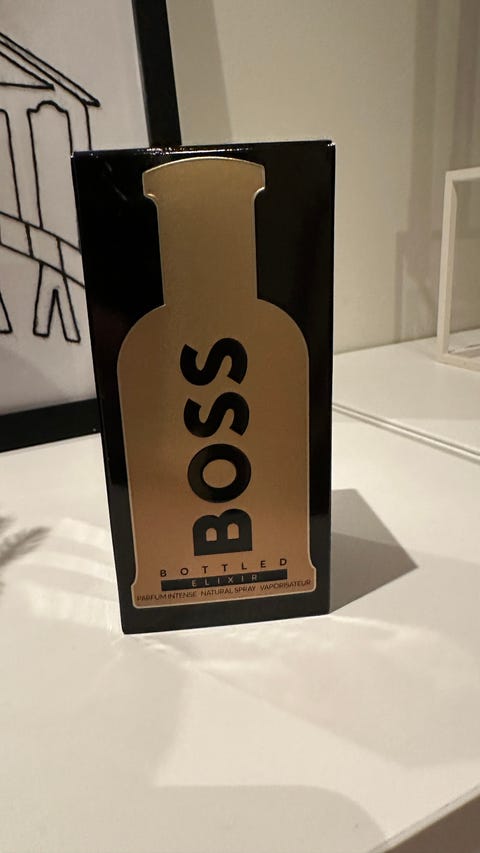 BOSS
BOTTLED
ELIXIR
PARFUM INTENSE NATURAL SPRAY VAPORISATEUR